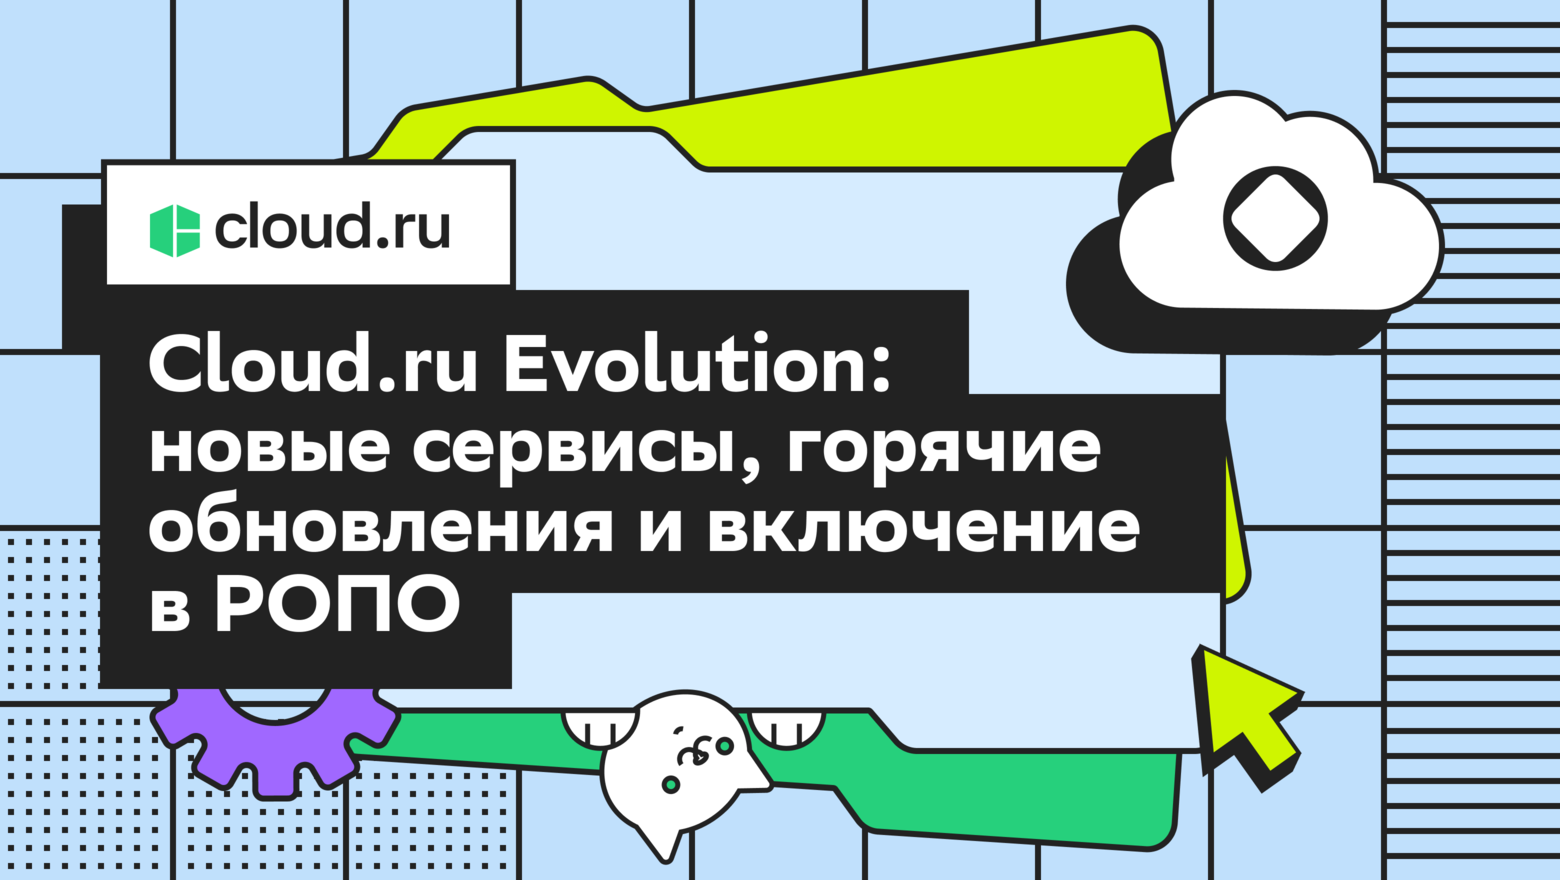 cloud.ru
Cloud.ru Evolution:
новые сервисы, горячие
обновления и включение
в РОПО